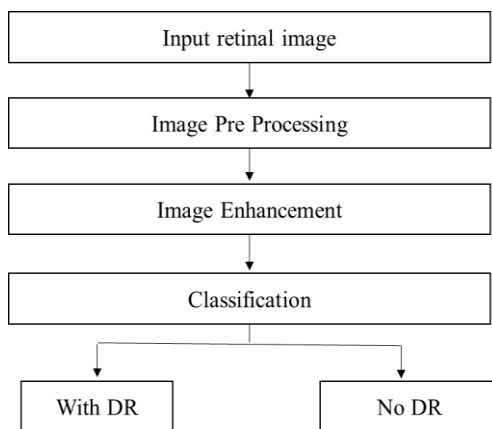 Input retinal image
Image Pre Processing
Image Enhancement
Classification
With DR
No DR